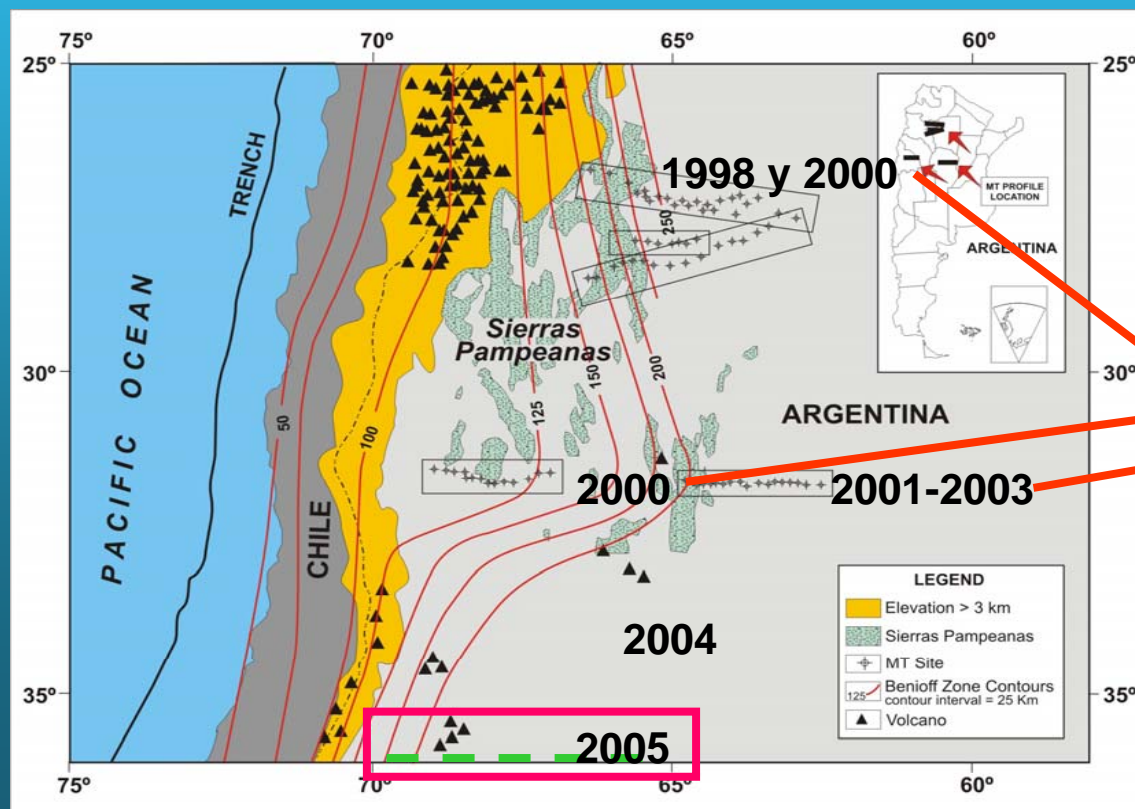 75º 70º 65º 60º
25º 25º
TRENCH
1998 y 2000
250
MT PROFILE
LOCATION
ARGENTINA
PACIFIC OCEAN
Sierras
Pampeanas
30º 30º
50
100
125
150
200
ARGENTINA
CHILE
2000
2001-2003
LEGEND
Elevation > 3 km
Sierras Pampeanas
MT Site
125 Benioff Zone Contours
contour interval = 25 Km
Volcano
2004
35º 35º
2005
75º 70º 65º 60º